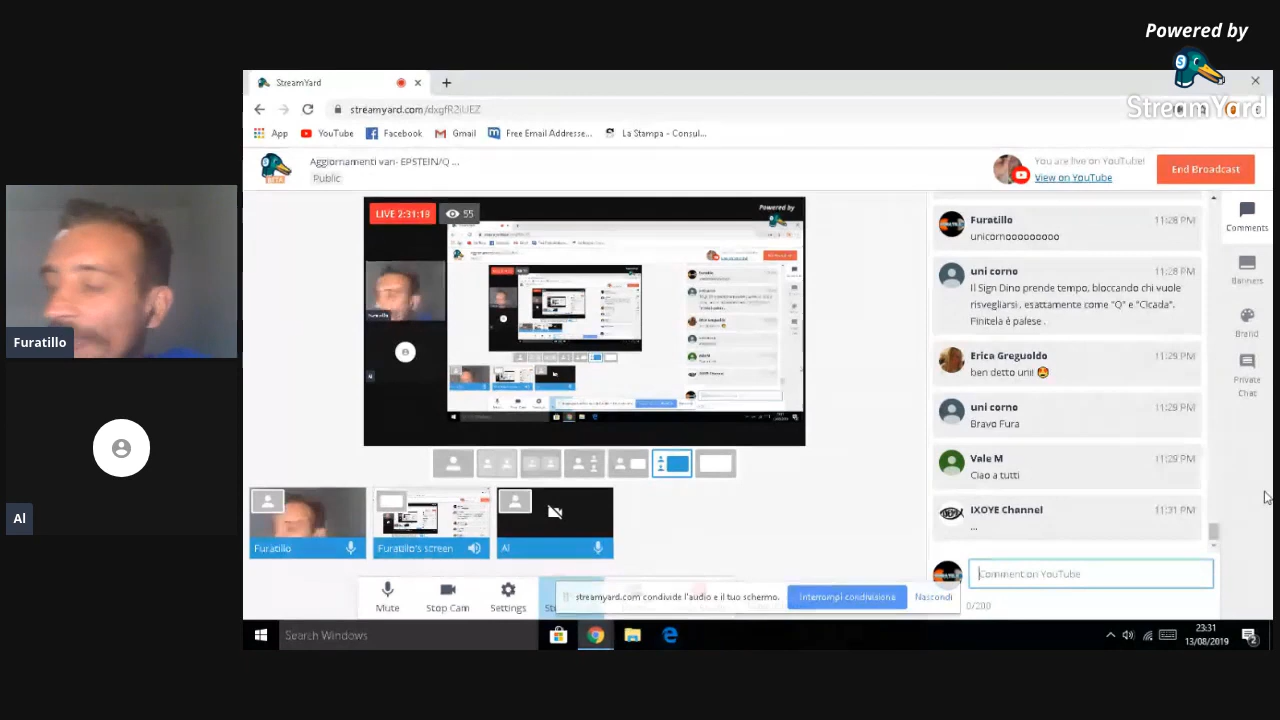 Powered by
StreamYard
StreamYard
streamyard.com/dxgfR2iUEZ
App
YouTube
Facebook
Gmail
Free Email Addresse...
La Stampa - Consul...
Aggiornamenti vari- EPSTEIN/Q ...
Public
You are live on YouTube!
View on YouTube
End Broadcast
LIVE 2:31:19
55
Powered by
Furatillo
Al
Furatillo
Furatillo's screen
Al
Mute
Stop Cam
Settings
streamyard.com condivide l'audio e il tuo schermo.
Interrompi condivisione
Nascondi
Furatillo
11:28 PM
unicornooooooooo
uni corno
11:28 PM
Il Sign Dino prende tempo, bloccando chi vuole
risvegliarsi , esattamente come "Q" e "Cicada".
Finitela è palese .
Erica Greguoldo
11:29 PM
ben detto uni!
uni corno
11:29 PM
Bravo Fura
Vale M
11:29 PM
Ciao a tutti
IXOYE Channel
11:31 PM
...
Comment on YouTube
0/200
Comments
Banners
Brand
Private
Chat
Search Windows
23:31
13/08/2019
2